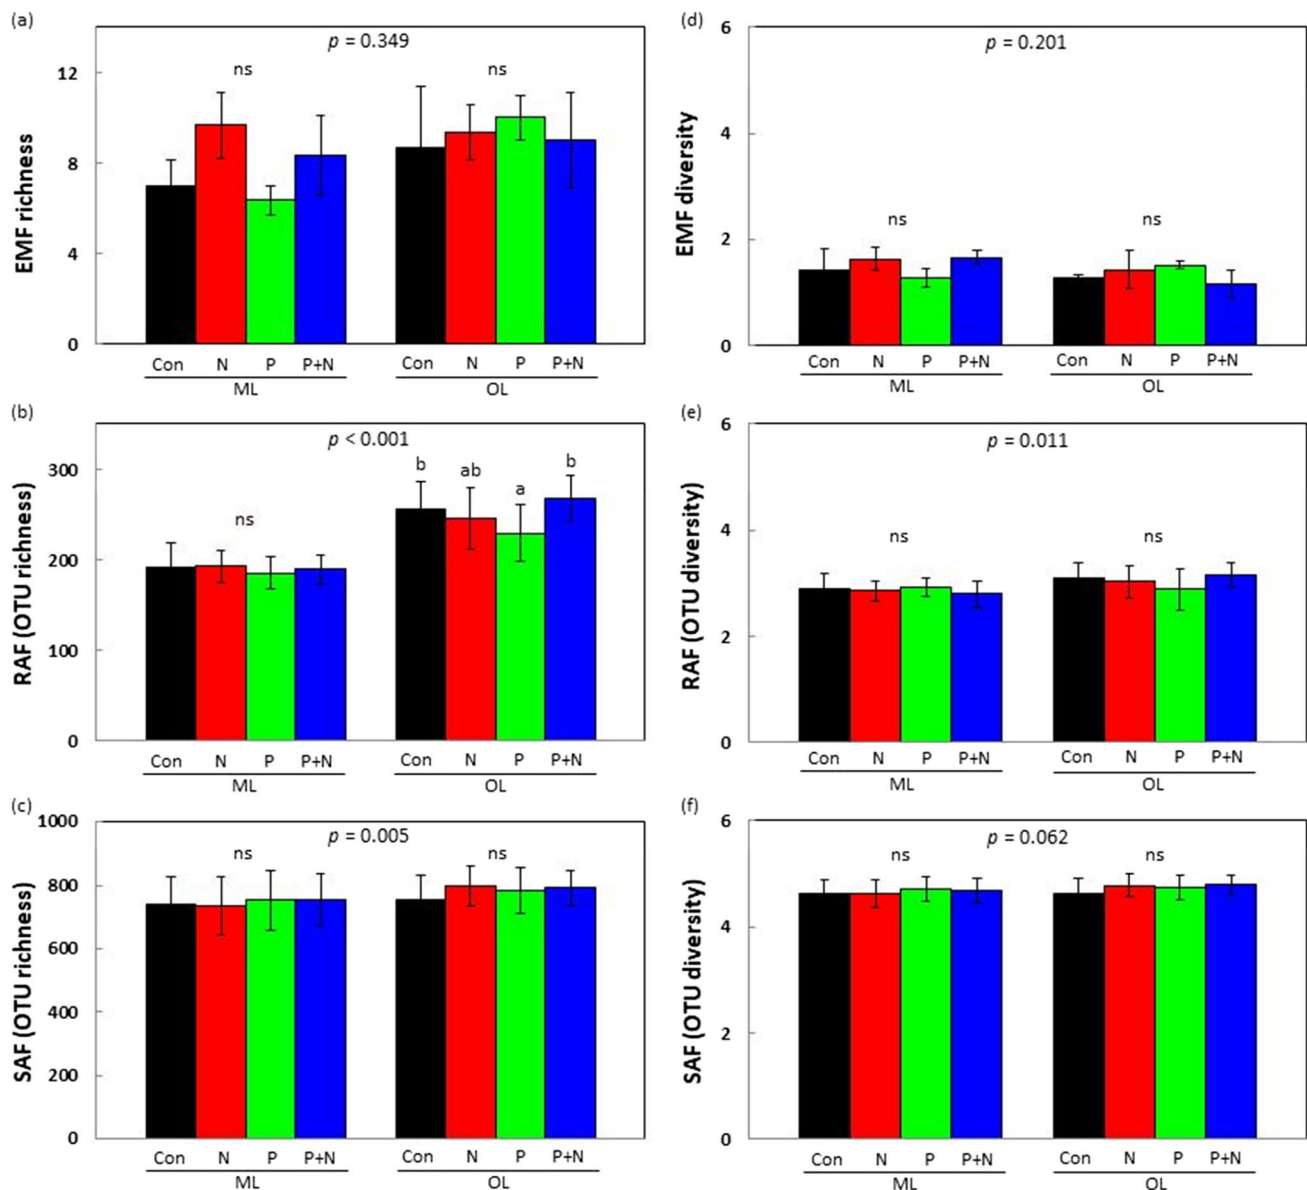 (a)
p = 0.349
ns ns
EMF richness
12
8
4
0
Con N P P+N Con N P P+N
ML OL
(d)
p = 0.201
ns ns
EMF diversity
6
4
2
0
Con N P P+N Con N P P+N
ML OL
(b)
p < 0.001
ns b ab a b
RAF (OTU richness)
300
200
100
0
Con N P P+N Con N P P+N
ML OL
(e)
p = 0.011
ns ns
RAF (OTU diversity)
6
4
2
0
Con N P P+N Con N P P+N
ML OL
(c)
p = 0.005
ns ns
SAF (OTU richness)
1000
800
600
400
200
0
Con N P P+N Con N P P+N
ML OL
(f)
p = 0.062
ns ns
SAF (OTU diversity)
6
4
2
0
Con N P P+N Con N P P+N
ML OL